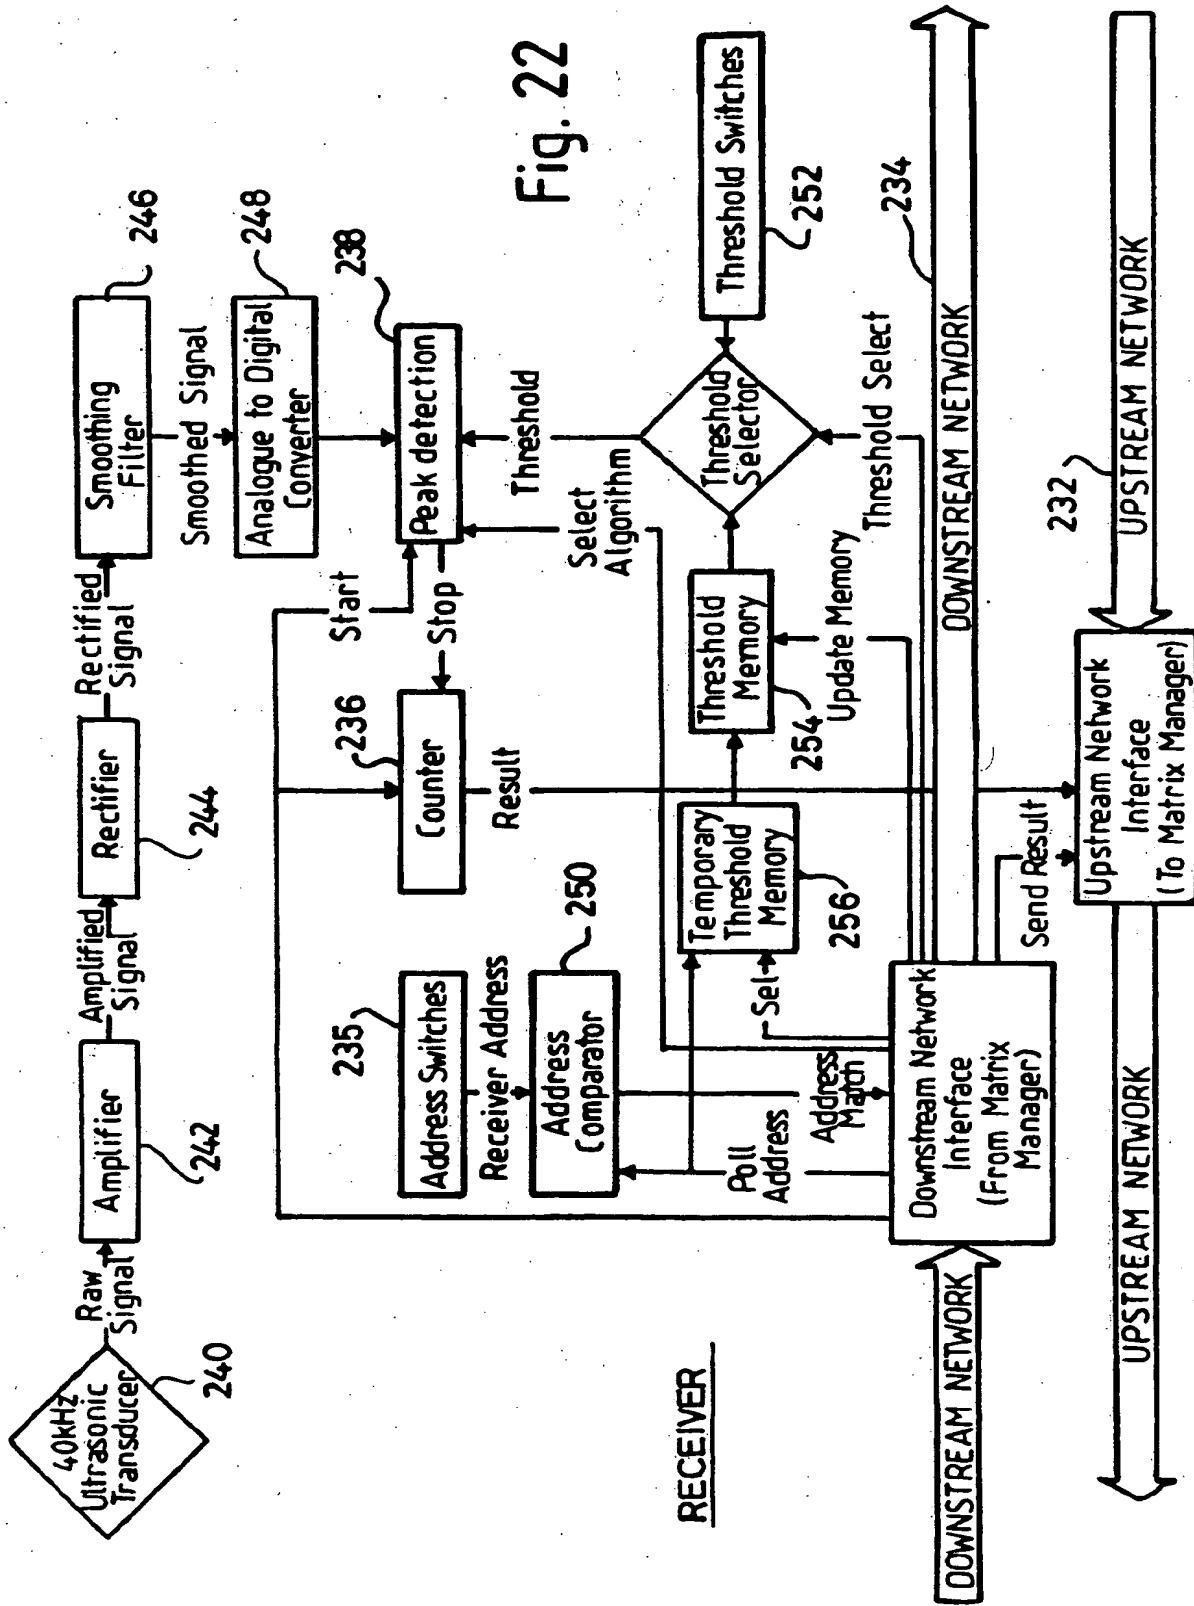 40kHz
Ultrasonic
Transducer
240
Raw
Signal
Amplifier
242
Amplified
Signal
Rectifier
244
Rectified
Signal
Smoothing
Filter
246
Smoothed Signal
Analogue to Digital
Converter
248
Peak detection
238
Start
Stop
Counter
236
Result
Select
Algorithm
Threshold
Fig. 22
Address Switches
235
Receiver Address
Address
Comparator
250
Poll
Address
Address
Match
Sel
Temporary
Threshold
Memory
256
Threshold
Memory
254
Update Memory
Threshold
Selector
Threshold Switches
252
Threshold Select
RECEIVER
DOWNSTREAM NETWORK
Downstream Network
Interface
(From Matrix
Manager)
DOWNSTREAM NETWORK
234
Send Result
UPSTREAM NETWORK
Upstream Network
Interface
(To Matrix Manager)
UPSTREAM NETWORK
232